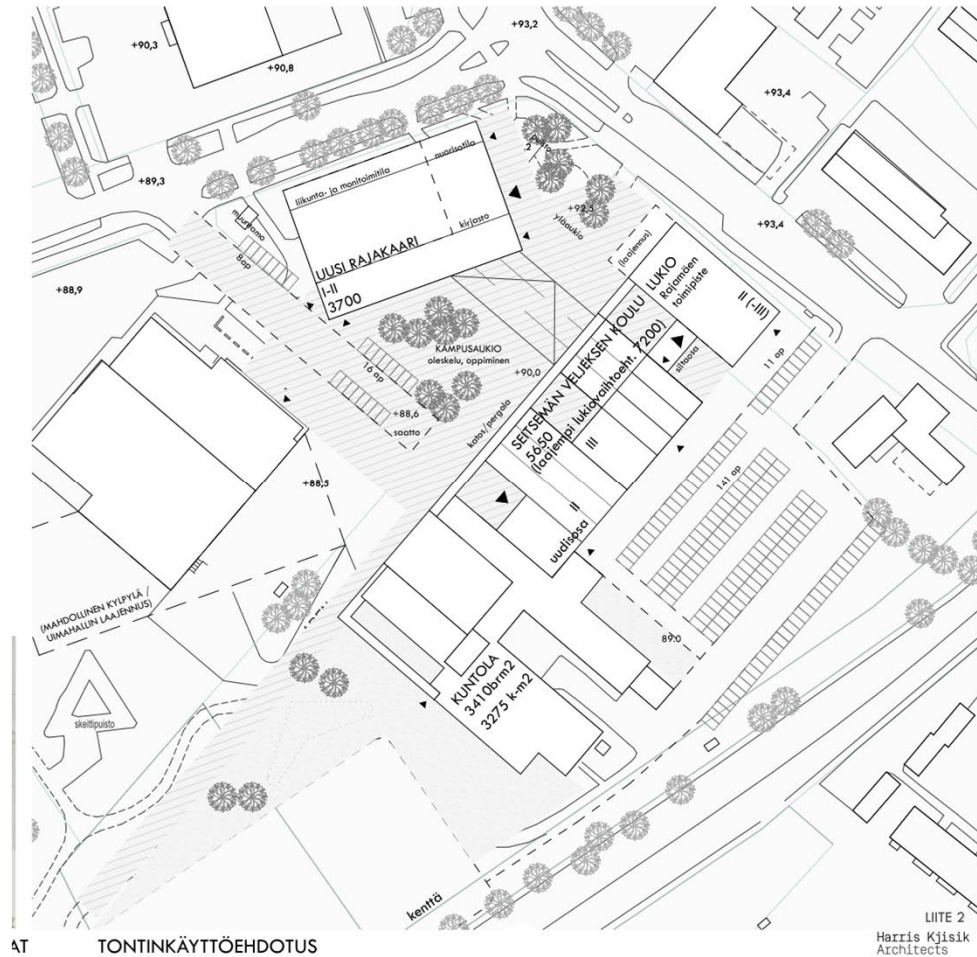 +93,2
+90,3
+90,8
+93,4
+89,3
liikunta- ja monitoimitila
nuorisotila
kirjasto
puisto
+92,5
yläaukio
+93,4
muuntamo
8ap
UUSI RAJAKAARI
I-II
3700
(laajennus)
LUKIO
Rajamäen
toimipiste
II (-III)
+88,9
KAMPUSAUKIO
oleskelu, oppiminen
16 ap
+90,0
+88,6
saatto
katos/pergola
SEITSEMÄN VELJEKSEN KOULU
5650
(laajempi lukiovaihtoeht. 7200)
siltaosa
III
II
uudisosa
11 ap
141 ap
+88,5
(MAHDOLLINEN KYLPYLÄ /
UIMAHALLIN LAAJENNUS)
89.0
KUNTOLA
3410brm2
3275 k-m2
skeittipuisto
kenttä
LIITE 2
AT
TONTINKÄYTTÖEHDOTUS
Harris Kjisik
Architects